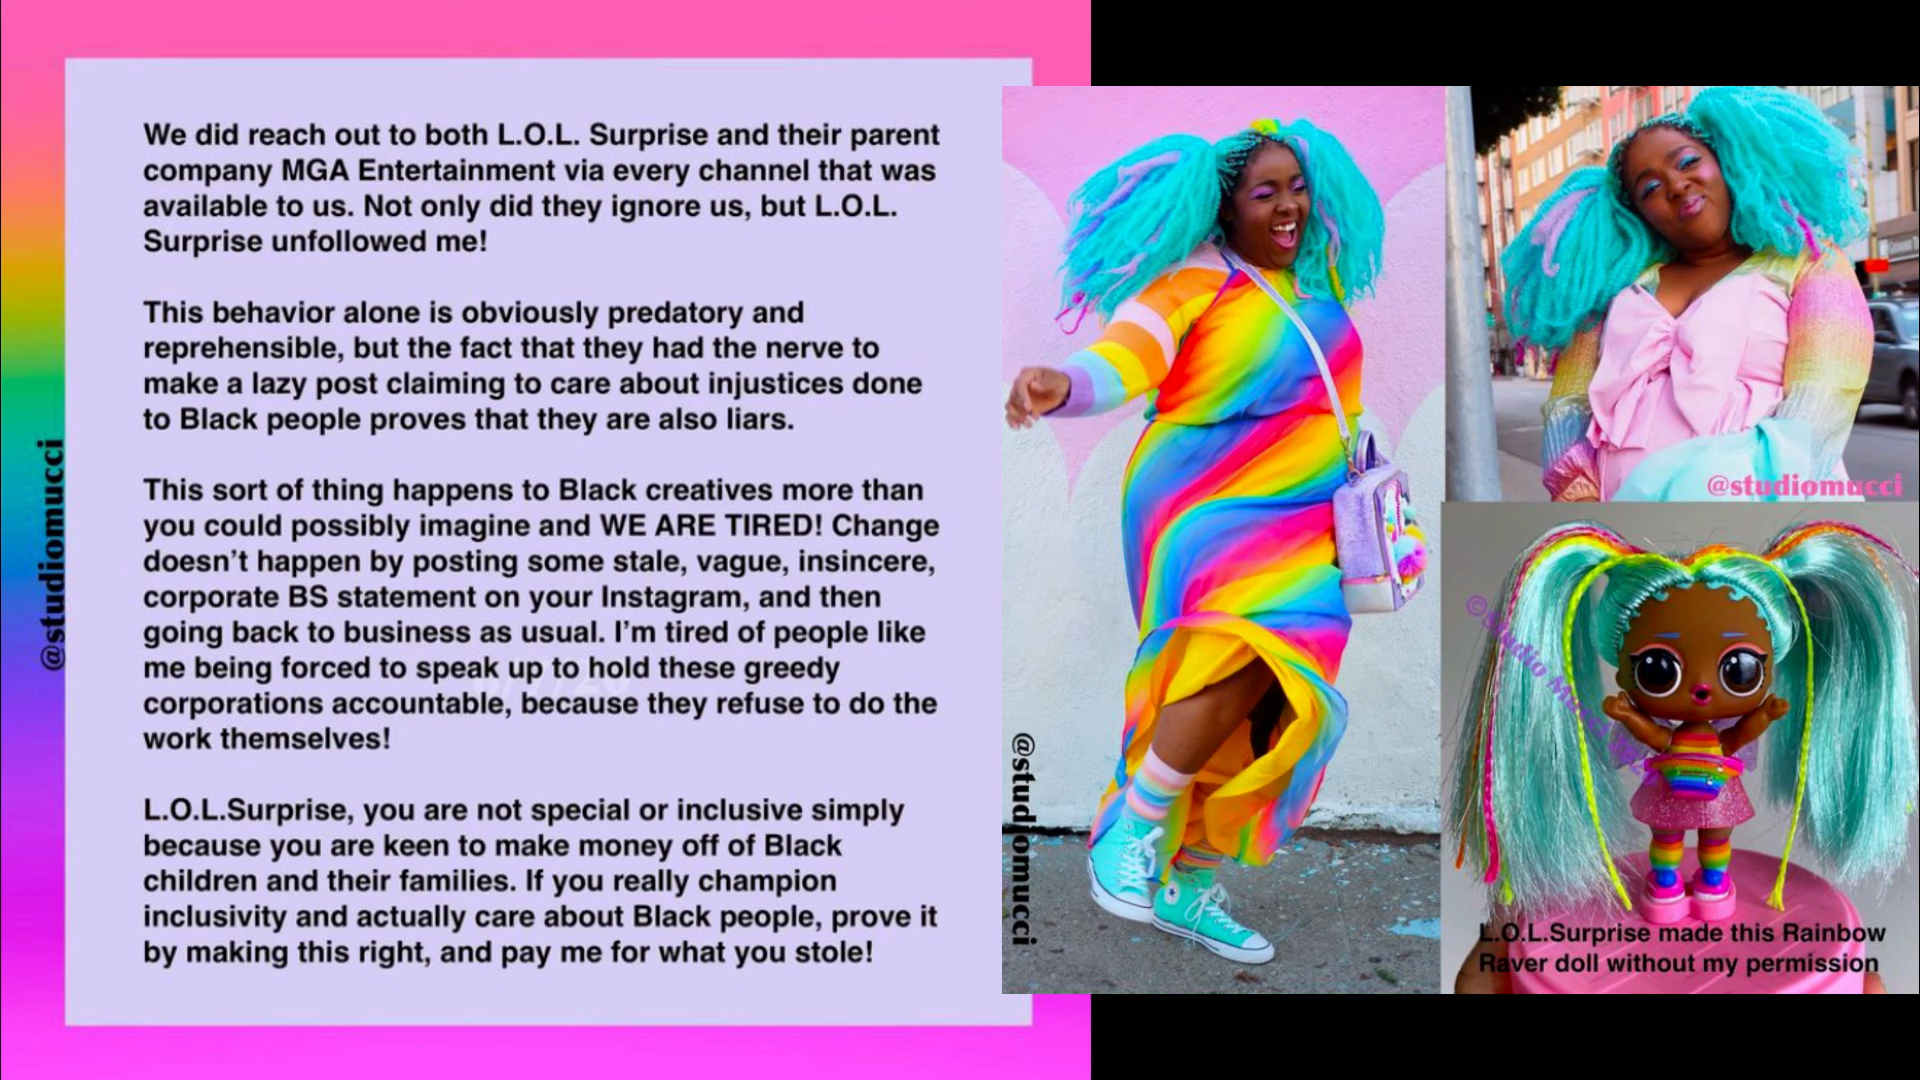 We did reach out to both L.O.L. Surprise and their parent
company MGA Entertainment via every channel that was
available to us. Not only did they ignore us, but L.O.L.
Surprise unfollowed me!
This behavior alone is obviously predatory and
reprehensible, but the fact that they had the nerve to
make a lazy post claiming to care about injustices done
to Black people proves that they are also liars.
This sort of thing happens to Black creatives more than
you could possibly imagine and WE ARE TIRED! Change
doesn’t happen by posting some stale, vague, insincere,
corporate BS statement on your Instagram, and then
going back to business as usual. I’m tired of people like
me being forced to speak up to hold these greedy
corporations accountable, because they refuse to do the
work themselves!
L.O.L.Surprise, you are not special or inclusive simply
because you are keen to make money off of Black
children and their families. If you really champion
inclusivity and actually care about Black people, prove it
by making this right, and pay me for what you stole!
@studiomucci
@studiomucci
@studiomucci
©Studio Mucci
L.O.L.Surprise made this Rainbow
Raver doll without my permission